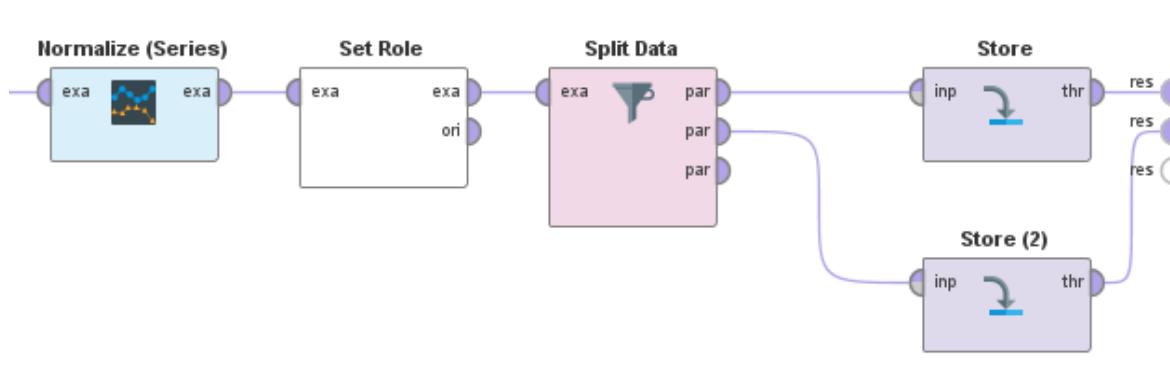 Normalize (Series)
Set Role
Split Data
Store
exa
exa
exa
exa
exa
par
inp
thr
res
ori
par
res
par
res
Store (2)
inp
thr